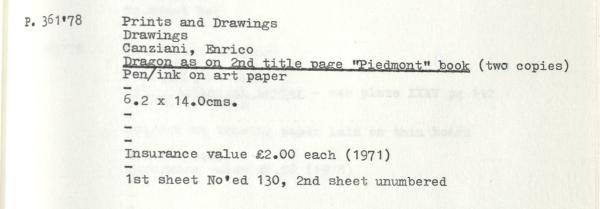 P. 361'78 Prints and Drawings
Drawings
Canziani, Enrico
Dragon as on 2nd title page "Piedmont" book (two copies)
Pen/ink on art paper
-
6.2 x 14.0cms.
-
-
-
Insurance value £2.00 each (1971)
-
1st sheet No'ed 130, 2nd sheet unumbered